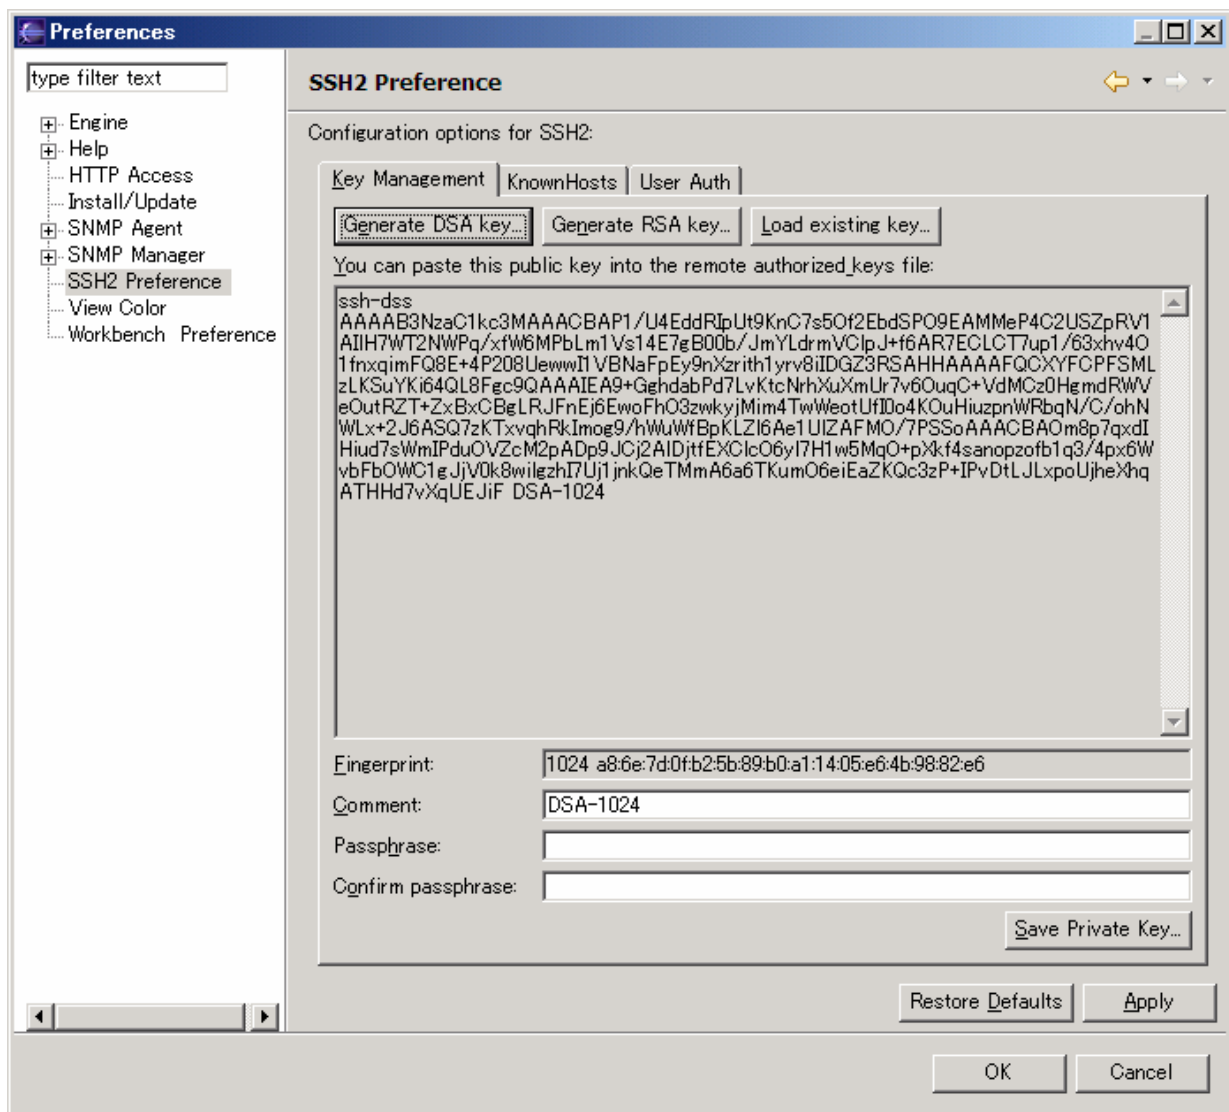 Preferences
type filter text
SSH2 Preference
Engine
Help
HTTP Access
Install/Update
SNMP Agent
SNMP Manager
SSH2 Preference
View Color
Workbench Preference
Configuration options for SSH2:
Key Management KnownHosts User Auth
Generate DSA key... Generate RSA key... Load existing key...
You can paste this public key into the remote authorized_keys file:
ssh-dss
AAAAB3NzaC1kc3MAAACBAP1/U4EddRIpUt9KnC7s5Of2EbdSPO9EAMMeP4C2USZpRV1
AIlH7WT2NWPq/xfW6MPbLm1Vs14E7gB00b/JmYLdrmVClpJ+f6AR7ECLCT7up1/63xhv4O
1fnxqimFQ8E+4P208UewwI1VBNaFpEy9nXzrith1yrv8iIDGZ3RSAHHAAAAFQCXYFCPFSML
zLKSuYKi64QL8Fgc9QAAAIEA9+GghdabPd7LvKtcNrhXuXmUr7v6OuqC+VdMCz0HgmdRWV
eOutRZT+ZxBxCBgLRJFnEj6EwoFhO3zwkyjMim4TwWeotUfI0o4KOuHiuzpnWRbqN/C/ohN
WLx+2J6ASQ7zKTxvqhRkImog9/hWuWfBpKLZl6Ae1UlZAFMO/7PSSoAAACBAOm8p7qxdI
Hiud7sWmIPduOVZcM2pADp9JCj2AIDjtfEXClcO6yI7H1w5MqO+pXkf4sanopzofb1q3/4px6W
vbFbOWC1gJjV0k8wilgzhI7Uj1jnkQeTMmA6a6TKumO6eiEaZKQc3zP+IPvDtLJLxpoUjheXhq
ATHHd7vXqUEJiF DSA-1024
Fingerprint: 1024 a8:6e:7d:0f:b2:5b:89:b0:a1:14:05:e6:4b:98:82:e6
Comment: DSA-1024
Passphrase:
Confirm passphrase:
Save Private Key...
Restore Defaults Apply
OK Cancel